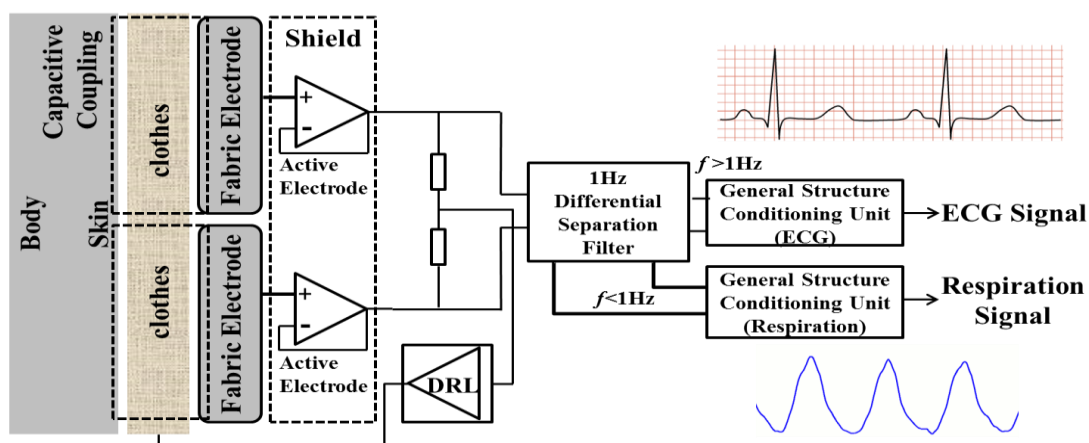 Capacitive
Coupling
Body
Skin
clothes
clothes
Fabric Electrode
Fabric Electrode
Shield
+
-
Active
Electrode
+
-
Active
Electrode
DRL
1Hz
Differential
Separation
Filter
f >1Hz
f<1Hz
General Structure
Conditioning Unit
(ECG)
ECG Signal
General Structure
Conditioning Unit
(Respiration)
Respiration
Signal